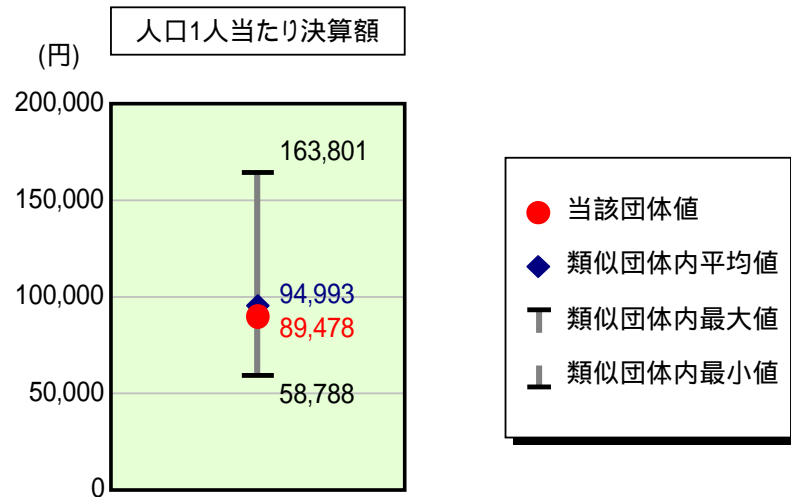 人口1人当たり決算額
(円)
200,000
163,801
150,000
100,000
94,993
89,478
58,788
50,000
0
当該団体値
類似団体内平均値
類似団体内最大値
類似団体内最小値